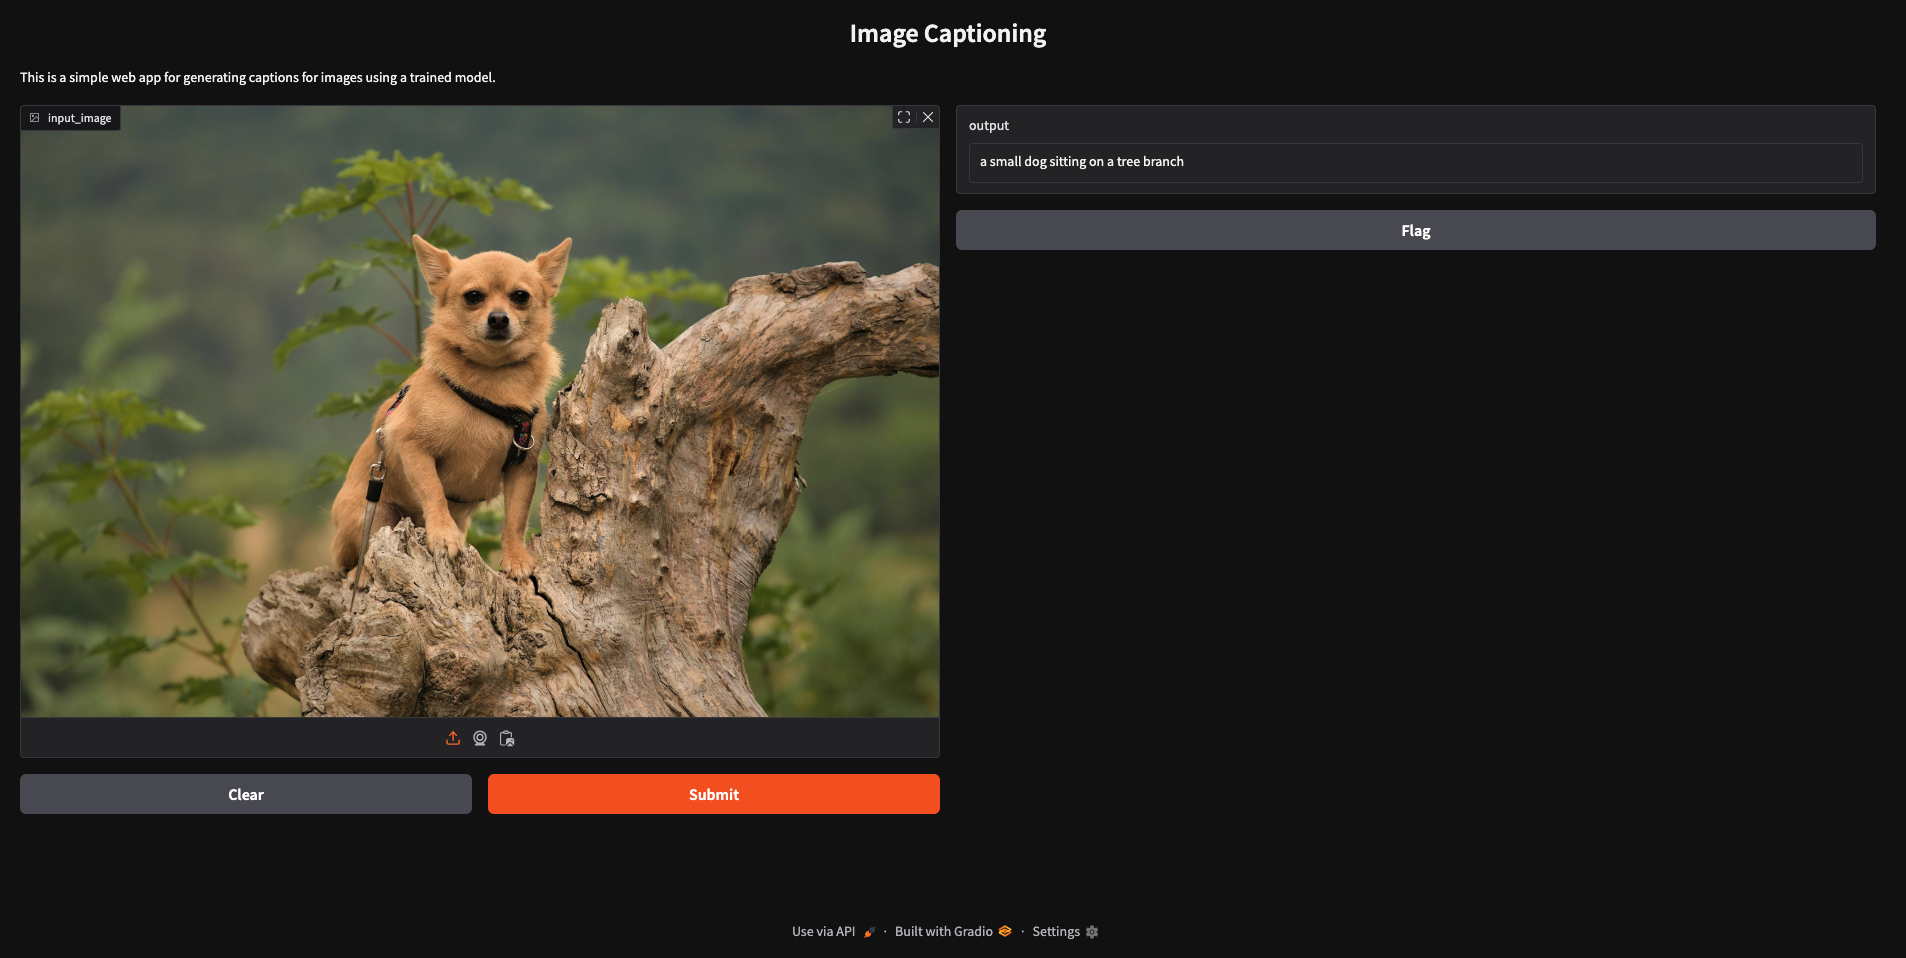 Image Captioning
This is a simple web app for generating captions for images using a trained model.
input_image
output
a small dog sitting on a tree branch
Flag
Clear
Submit
Use via API · Built with Gradio · Settings